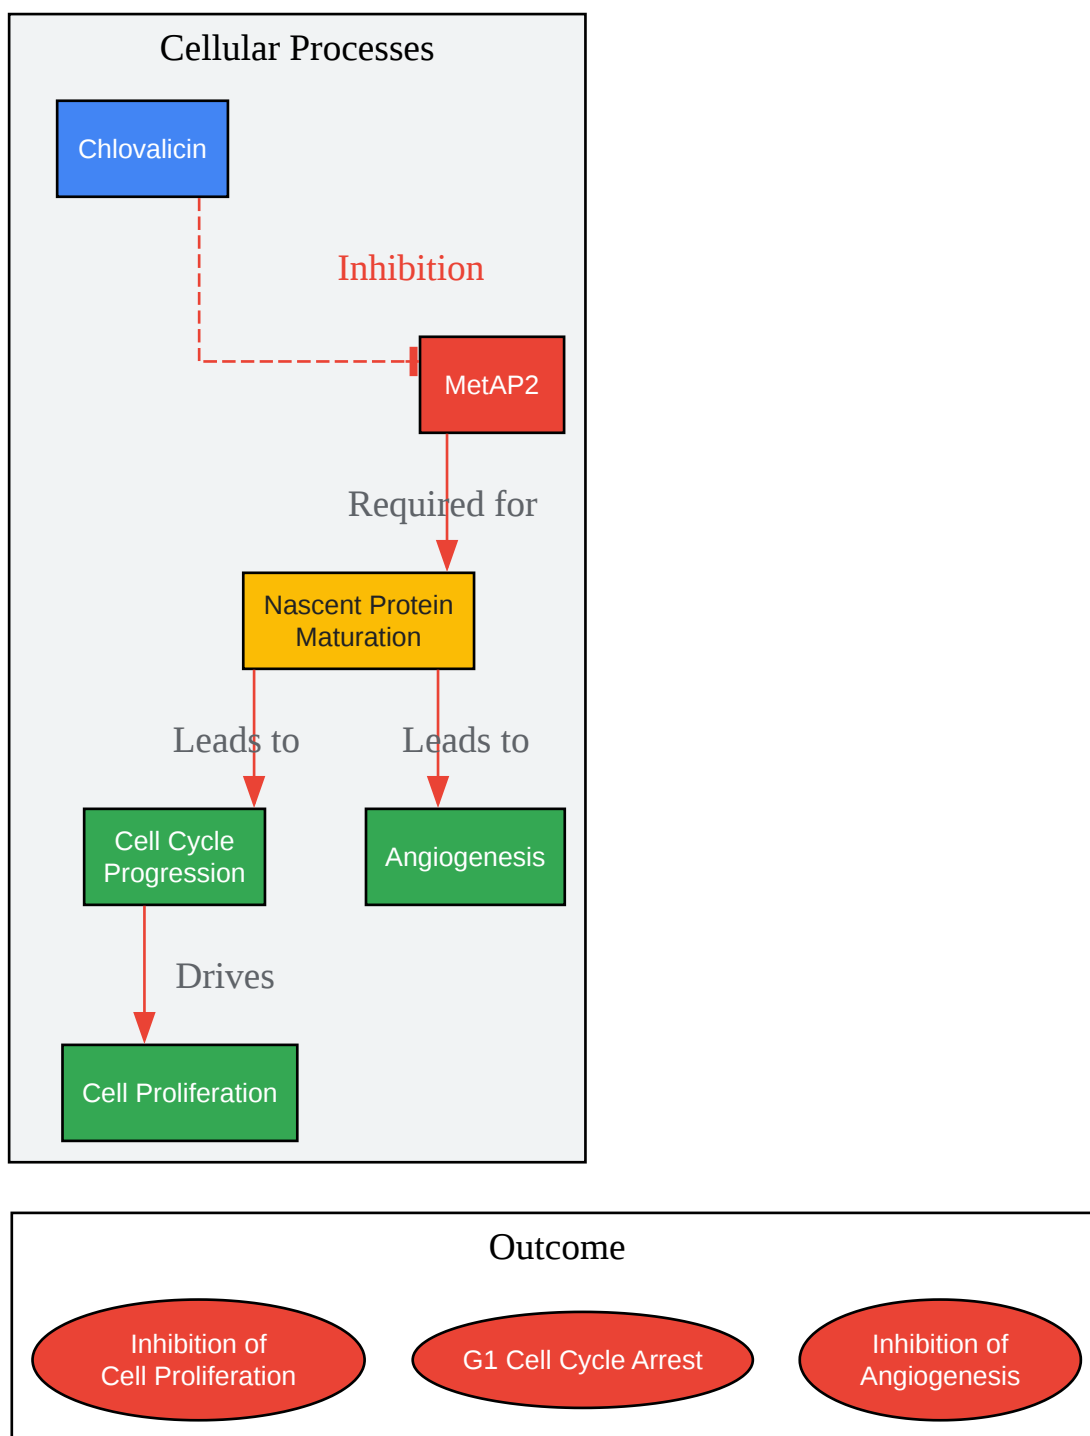 Cellular Processes
Chlovalicin
Inhibition
MetAP2
Required for
Nascent Protein
Maturation
Leads to
Leads to
Cell Cycle
Progression
Angiogenesis
Drives
Cell Proliferation
Outcome
Inhibition of
Cell Proliferation
G1 Cell Cycle Arrest
Inhibition of
Angiogenesis